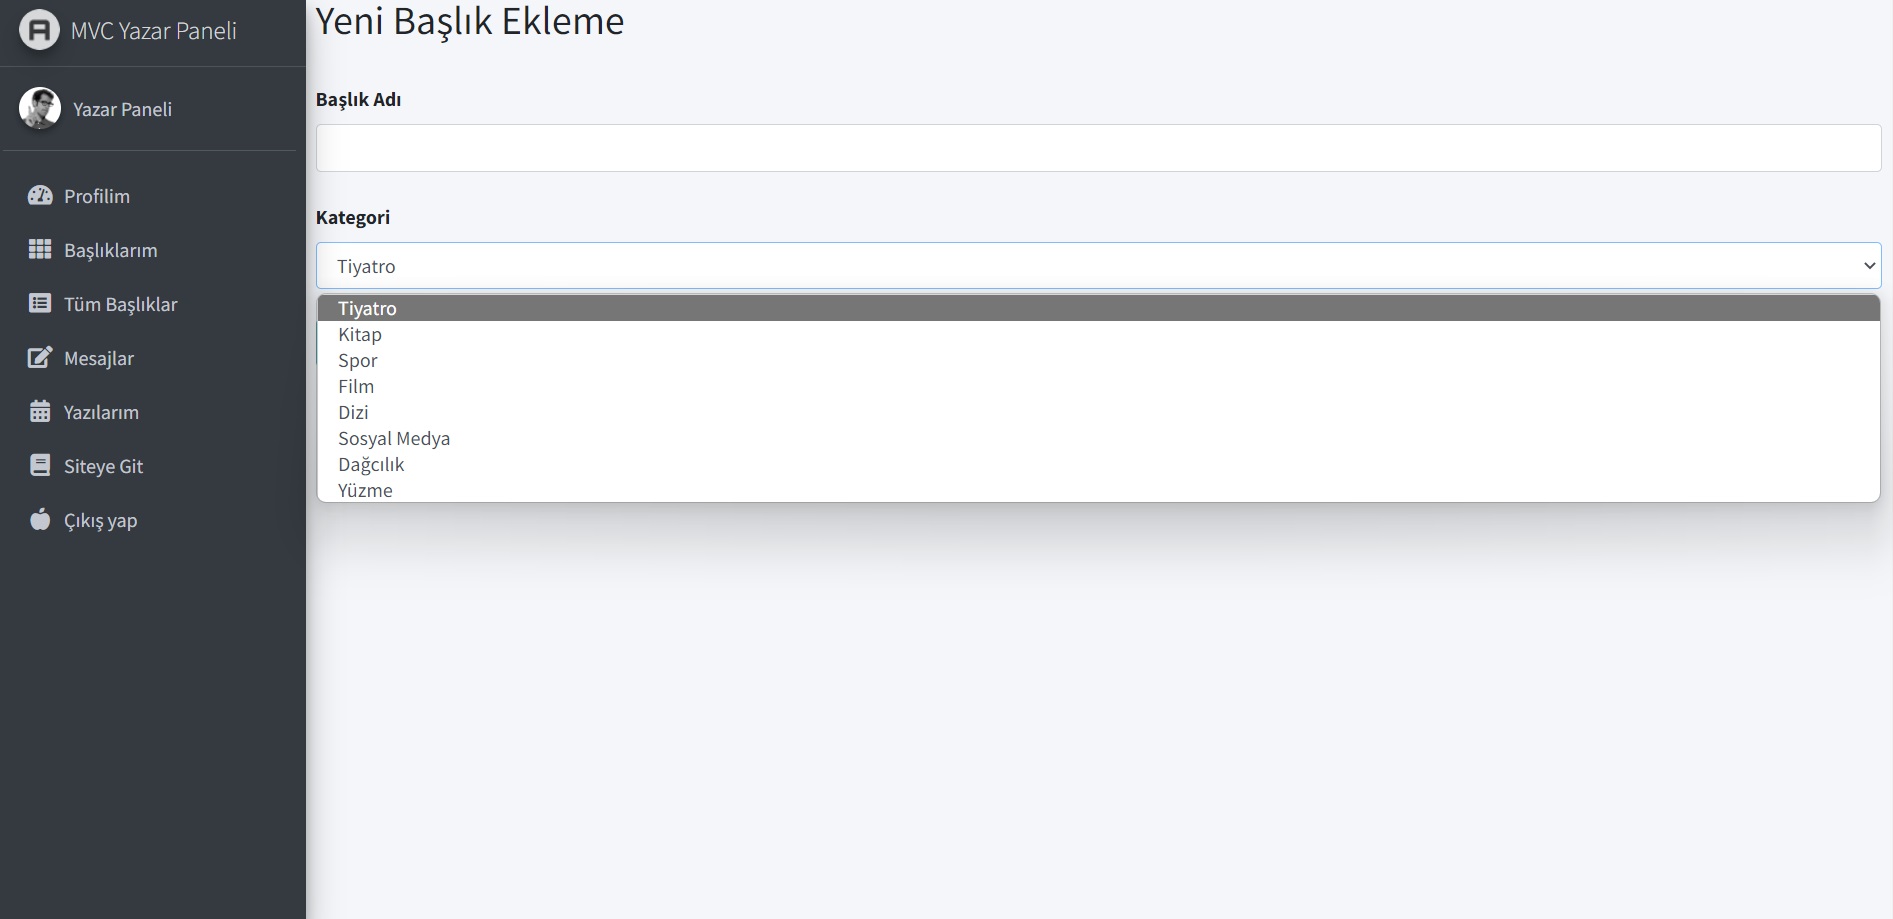 MVC Yazar Paneli
Yazar Paneli
Profilim
Başlıklarım
Tüm Başlıklar
Mesajlar
Yazılarım
Siteye Git
Çıkış yap
Yeni Başlık Ekleme
Başlık Adı
Kategori
Tiyatro
Tiyatro
Kitap
Spor
Film
Dizi
Sosyal Medya
Dağcılık
Yüzme